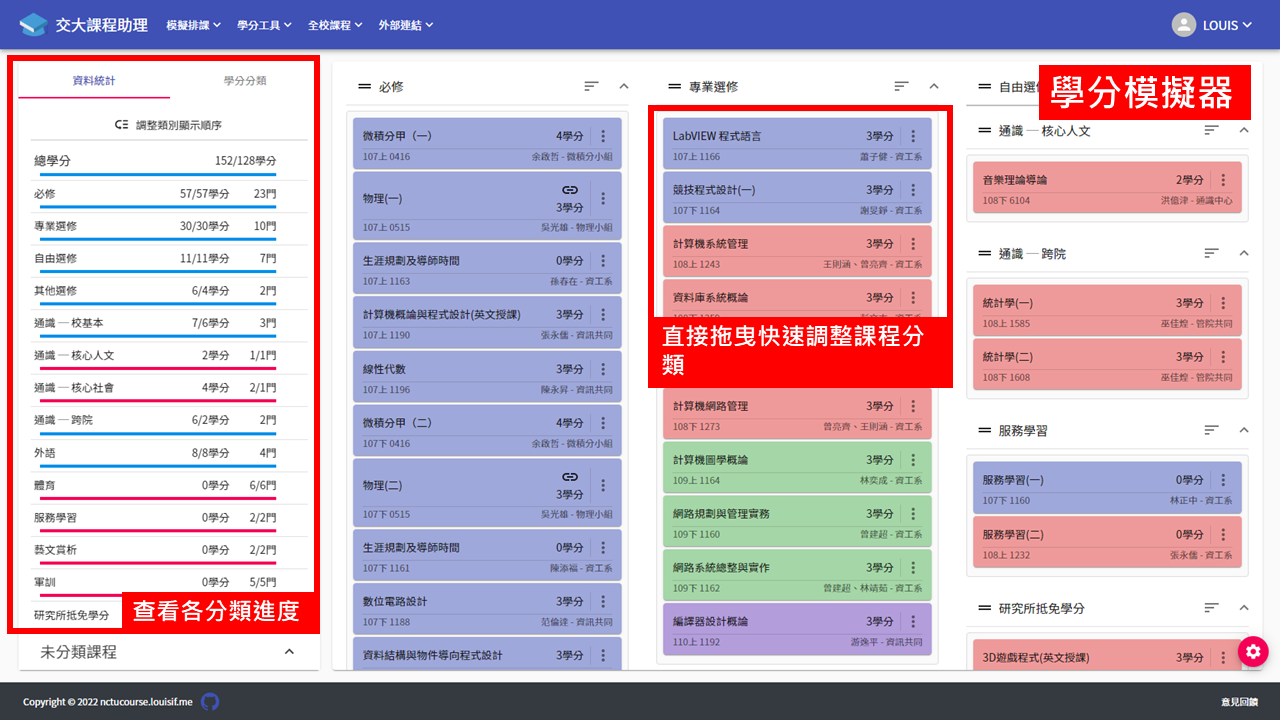 交大課程助理 模擬排課 學分工具 全校課程 外部連結 LOUIS
資料統計 學分分類
調整類別顯示順序
總學分 152/128學分
必修 57/57學分 23門
專業選修 30/30學分 10門
自由選修 11/11學分 7門
其他選修 6/4學分 2門
通識 ─ 校基本 7/6學分 3門
通識 ─ 核心人文 2學分 1/1門
通識 ─ 核心社會 4學分 2/1門
通識 ─ 跨院 6/2學分 2門
外語 8/8學分 4門
體育 0學分 6/6門
服務學習 0學分 2/2門
藝文賞析 0學分 2/2門
軍訓 0學分 5/5門
研究所抵免學分
查看各分類進度
未分類課程
必修
微積分甲（一） 4學分
107上 0416 余啟哲 - 微積分小組
物理(一) 3學分
107上 0515 吳光雄 - 物理小組
生涯規劃及導師時間 0學分
107上 1163 孫春在 - 資工系
計算機概論與程式設計(英文授課) 3學分
107上 1190 張永儒 - 資訊共同
線性代數 3學分
107上 1196 陳永昇 - 資訊共同
微積分甲（二） 4學分
107下 0416 余啟哲 - 微積分小組
物理(二) 3學分
107下 0515 吳光雄 - 物理小組
生涯規劃及導師時間 0學分
107下 1161 陳添福 - 資工系
數位電路設計 3學分
107下 1188 范倫達 - 資訊共同
資料結構與物件導向程式設計 3學分
專業選修
LabVIEW 程式語言 3學分
107上 1166 蕭子健 - 資工系
競技程式設計(一) 3學分
107下 1164 謝旻錚 - 資工系
計算機系統管理 3學分
108上 1243 王則涵、曾亮齊 - 資工系
資料庫系統概論 3學分
直接拖曳快速調整課程分
類
計算機網路管理 3學分
108下 1273 曾亮齊、王則涵 - 資工系
計算機圖學概論 3學分
109上 1164 林奕成 - 資工系
網路規劃與管理實務 3學分
109下 1160 曾建超 - 資工系
網路系統總整與實作 3學分
109下 1162 曾建超、林靖茹 - 資工系
編譯器設計概論 3學分
110上 1192 游逸平 - 資訊共同
自由選
學分模擬器
通識 ─ 核心人文
音樂理論導論 2學分
108下 6104 洪億津 - 通識中心
通識 ─ 跨院
統計學(一) 3學分
108上 1585 巫佳煌 - 管院共同
統計學(二) 3學分
108下 1608 巫佳煌 - 管院共同
服務學習
服務學習(一) 0學分
107下 1160 林正中 - 資工系
服務學習(二) 0學分
108上 1232 張永儒 - 資工系
研究所抵免學分
3D遊戲程式(英文授課) 3學分
Copyright © 2022 nctucourse.louisif.me 意見回饋